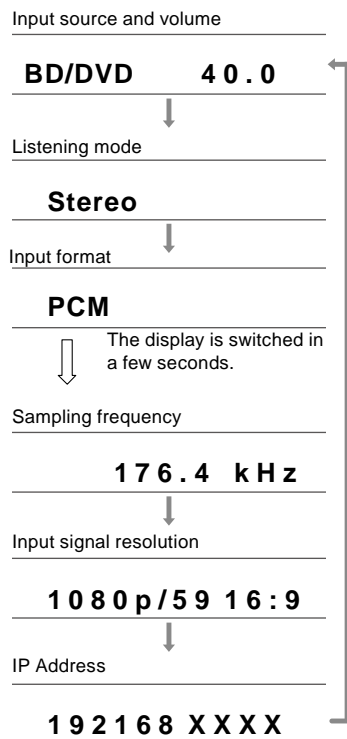 Input source and volume
BD/DVD 40.0
Listening mode
Stereo
Input format
PCM
The display is switched in
a few seconds.
Sampling frequency
176.4 kHz
Input signal resolution
1080p/59 16:9
IP Address
192168 XXXX